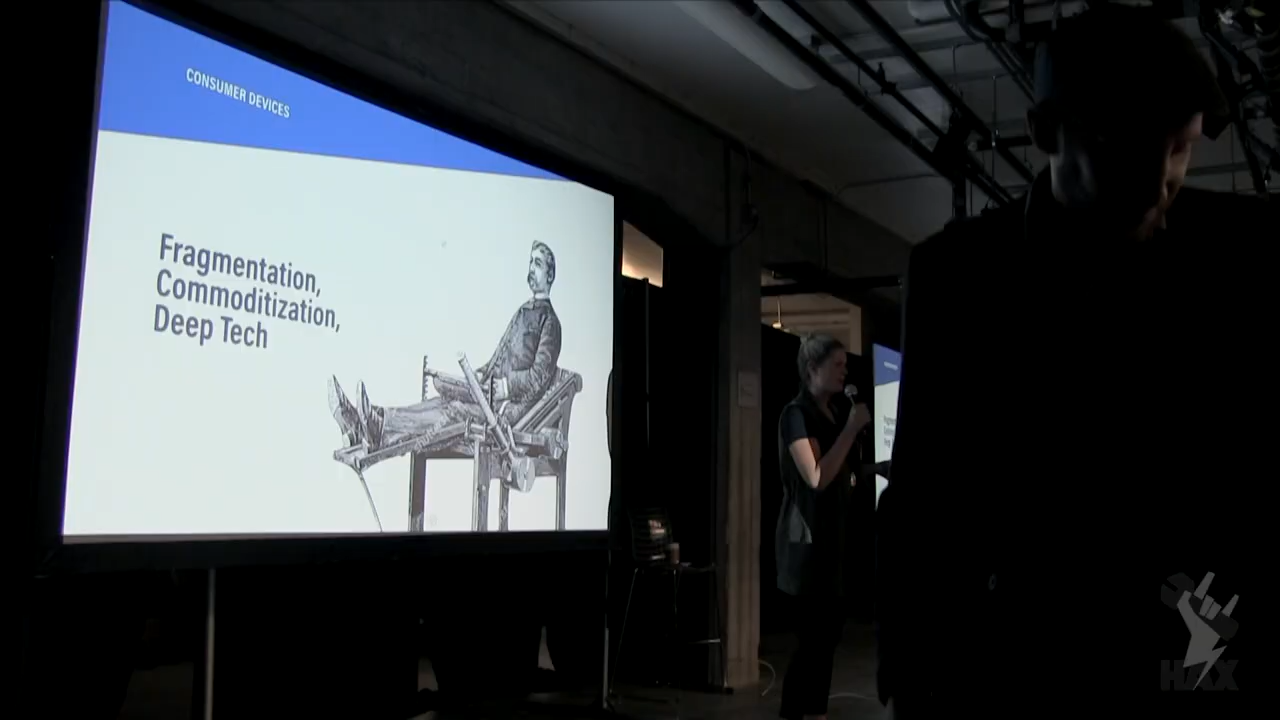 CONSUMER DEVICES
Fragmentation,
Commoditization,
Deep Tech
HAX